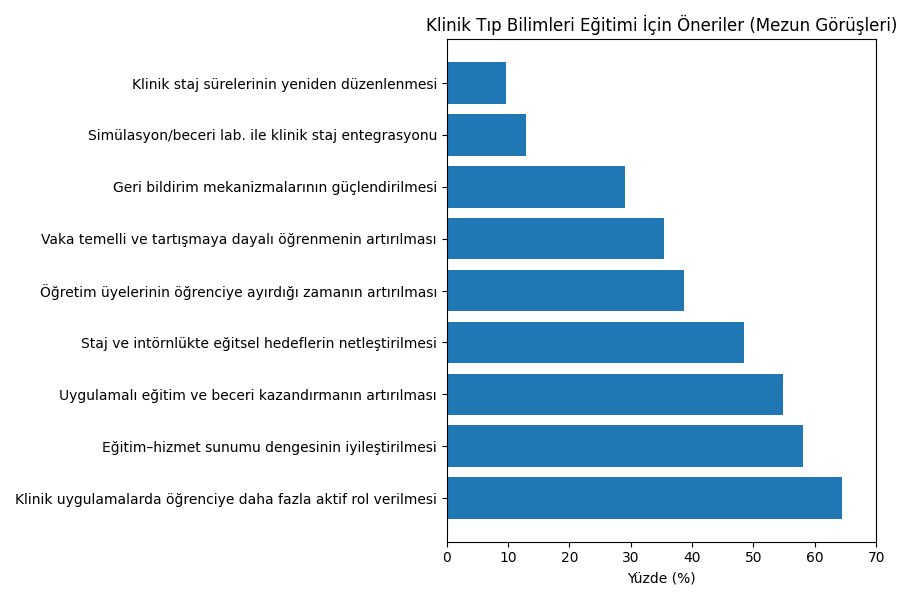 Klinik Tıp Bilimleri Eğitimi İçin Öneriler (Mezun Görüşleri)
Klinik staj sürelerinin yeniden düzenlenmesi
Simülasyon/beceri lab. ile klinik staj entegrasyonu
Geri bildirim mekanizmalarının güçlendirilmesi
Vaka temelli ve tartışmaya dayalı öğrenmenin artırılması
Öğretim üyelerinin öğrenciye ayırdığı zamanın artırılması
Staj ve intörnlükte eğitsel hedeflerin netleştirilmesi
Uygulamalı eğitim ve beceri kazandırmanın artırılması
Eğitim–hizmet sunumu dengesinin iyileştirilmesi
Klinik uygulamalarda öğrenciye daha fazla aktif rol verilmesi
0 10 20 30 40 50 60 70
Yüzde (%)